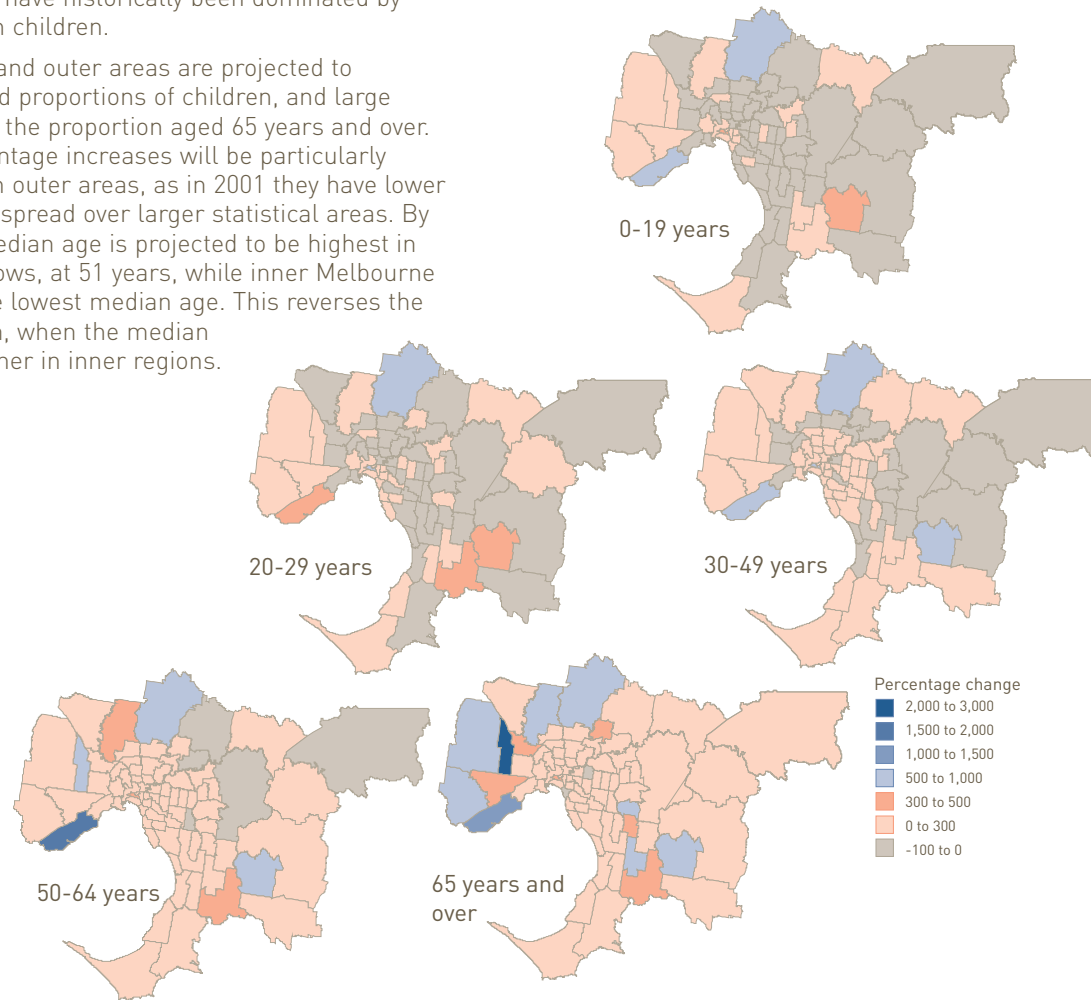 have historically been dominated by
children.
and outer areas are projected to
proportions of children, and large
the proportion aged 65 years and over.
increases will be particularly
outer areas, as in 2001 they have lower
spread over larger statistical areas. By
median age is projected to be highest in
at 51 years, while inner Melbourne
lowest median age. This reverses the
when the median
in inner regions.
0-19 years
20-29 years
30-49 years
50-64 years
65 years and
over
Percentage change
2,000 to 3,000
1,500 to 2,000
1,000 to 1,500
500 to 1,000
300 to 500
0 to 300
-100 to 0